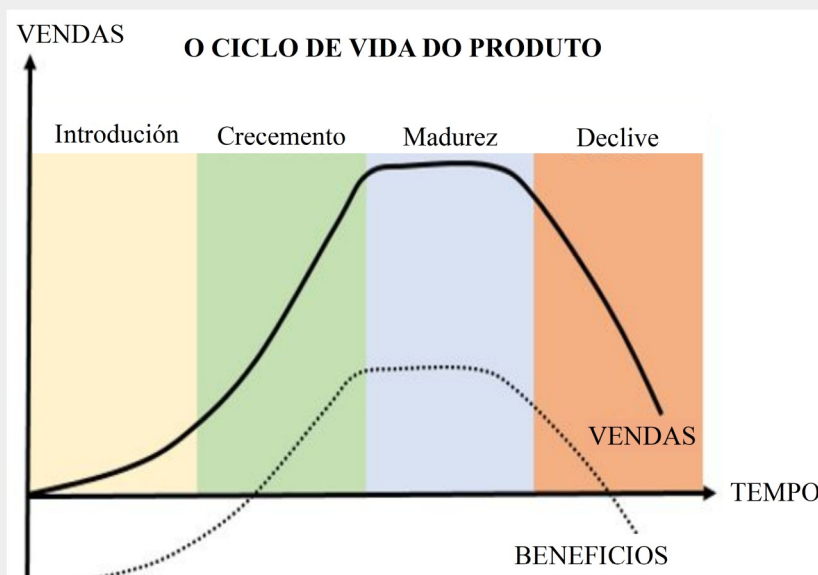 VENDAS
O CICLO DE VIDA DO PRODUTO
Introdución
Crecemento
Madurez
Declive
VENDAS
TEMPO
BENEFICIOS